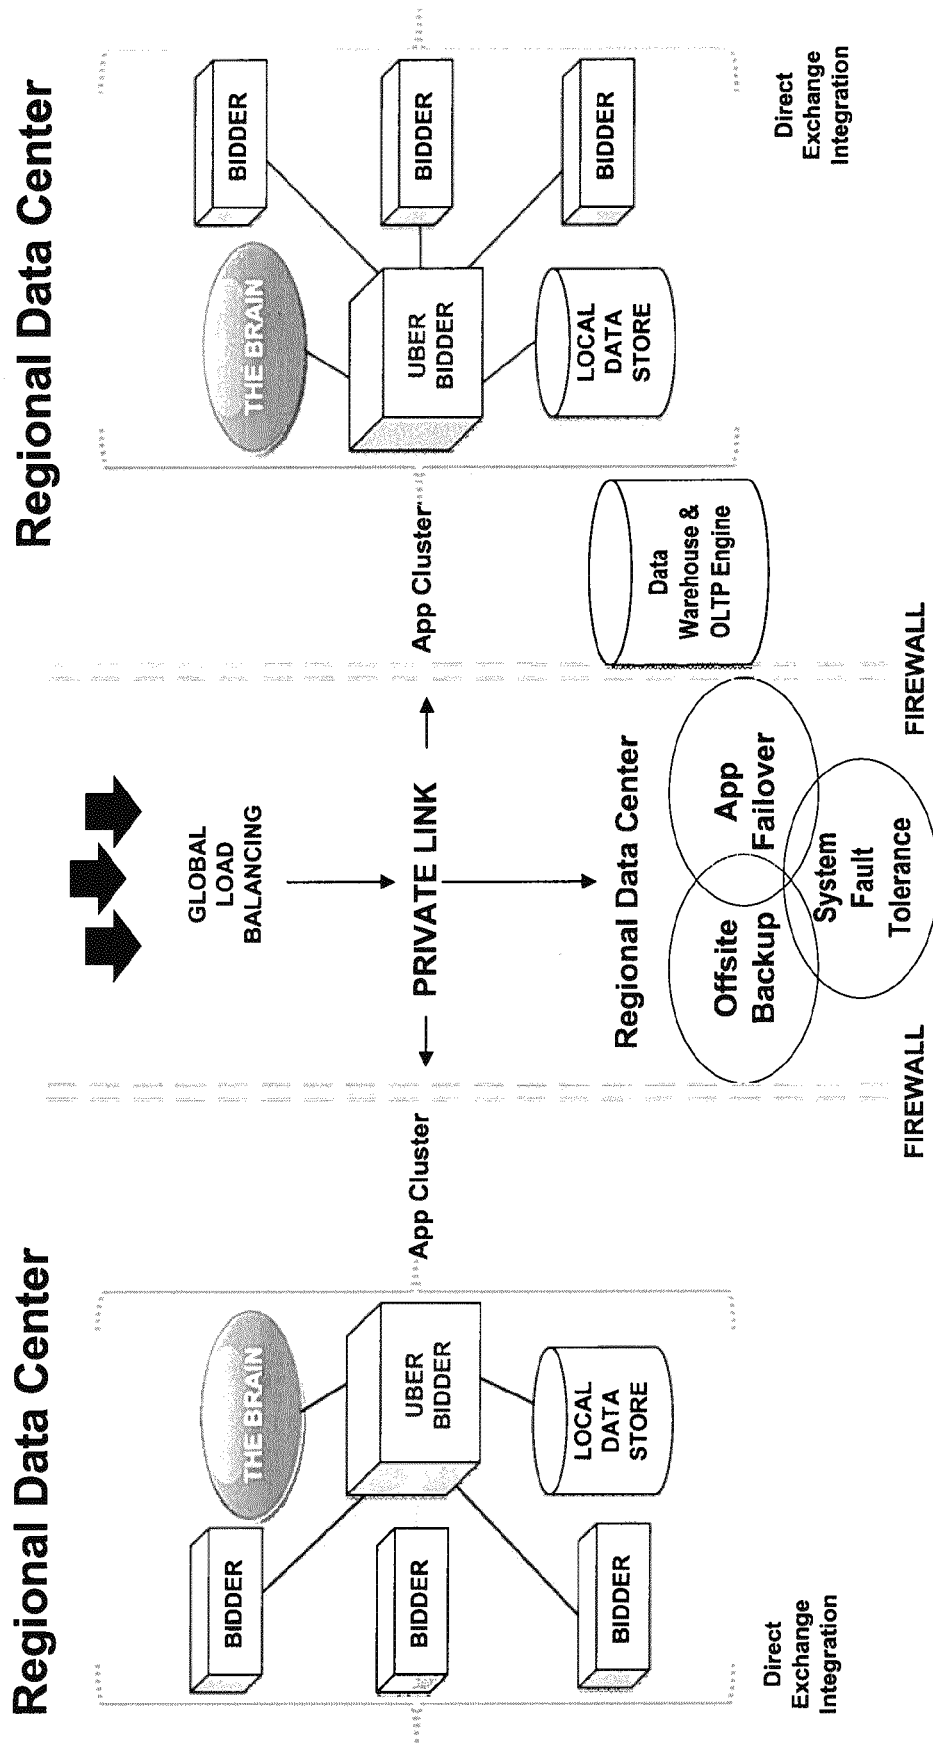 Regional Data Center
THE BRAIN
BIDDER
UBER
BIDDER
BIDDER
LOCAL
DATA
STORE
BIDDER
Direct
Exchange
Integration
App Cluster
FIREWALL
GLOBAL
LOAD
BALANCING
PRIVATE LINK
Regional Data Center
Offsite
Backup
App
Failover
System
Fault
Tolerance
FIREWALL
Regional Data Center
App Cluster
THE BRAIN
BIDDER
UBER
BIDDER
BIDDER
LOCAL
DATA
STORE
BIDDER
Data
Warehouse &
OLTP Engine
Direct
Exchange
Integration